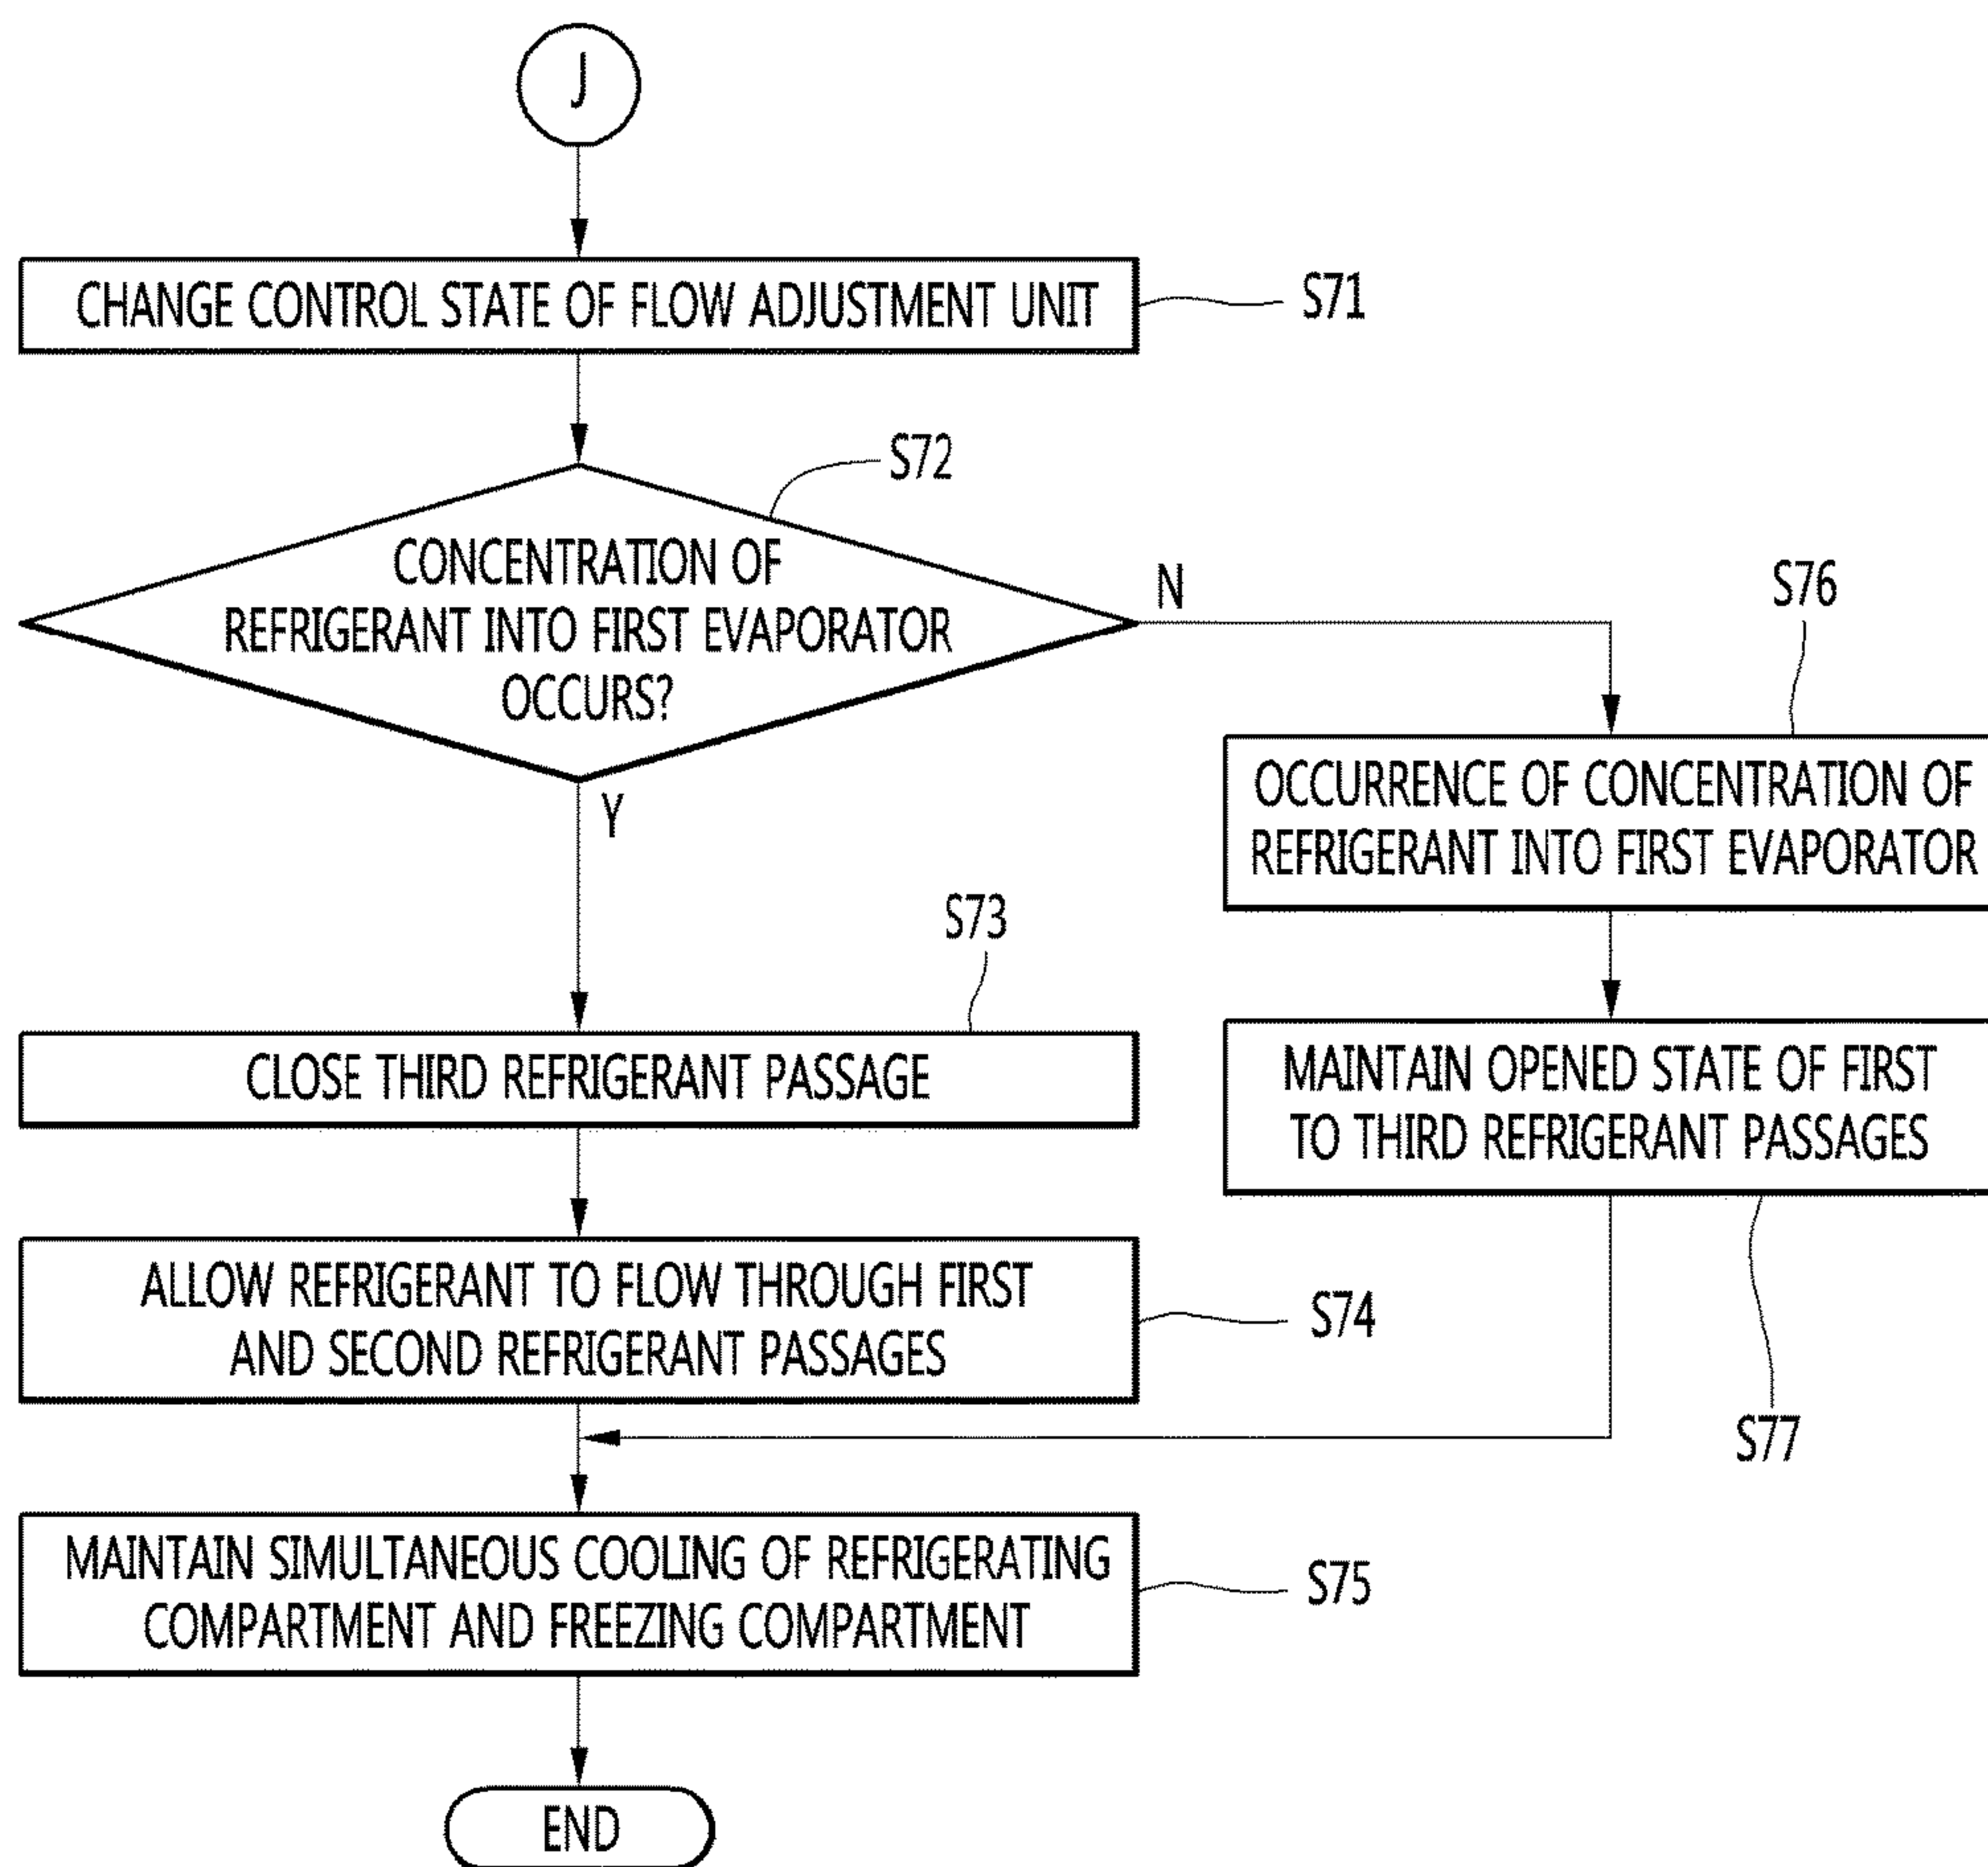 J
CHANGE CONTROL STATE OF FLOW ADJUSTMENT UNIT
S71
S72
CONCENTRATION OF
REFRIGERANT INTO FIRST EVAPORATOR
OCCURS?
N
Y
S76
OCCURRENCE OF CONCENTRATION OF
REFRIGERANT INTO FIRST EVAPORATOR
S73
CLOSE THIRD REFRIGERANT PASSAGE
MAINTAIN OPENED STATE OF FIRST
TO THIRD REFRIGERANT PASSAGES
S77
ALLOW REFRIGERANT TO FLOW THROUGH FIRST
AND SECOND REFRIGERANT PASSAGES
S74
MAINTAIN SIMULTANEOUS COOLING OF REFRIGERATING
COMPARTMENT AND FREEZING COMPARTMENT
S75
END